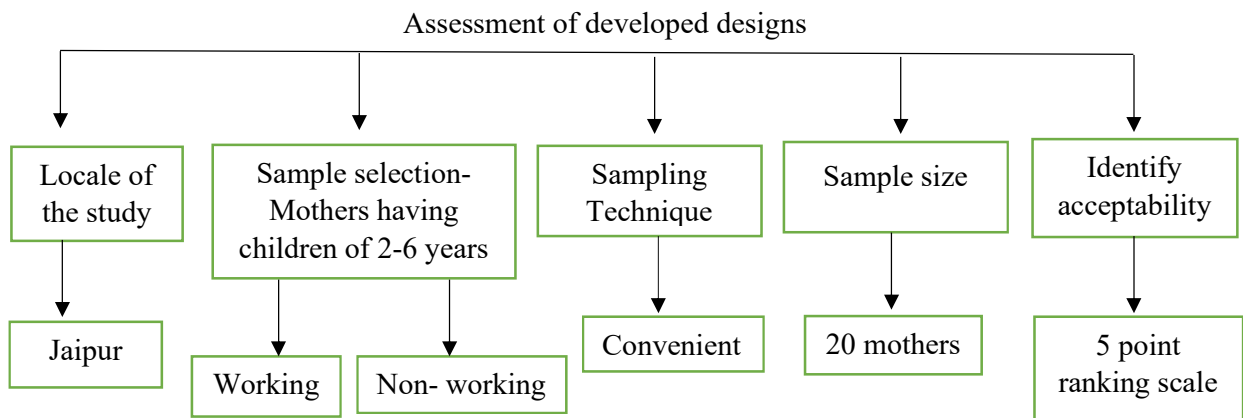 Assessment of developed designs
Locale of
the study
Sample selection-
Mothers having
children of 2-6 years
Sampling
Technique
Sample size
Identify
acceptability
Jaipur
Working
Non- working
Convenient
20 mothers
5 point
ranking scale